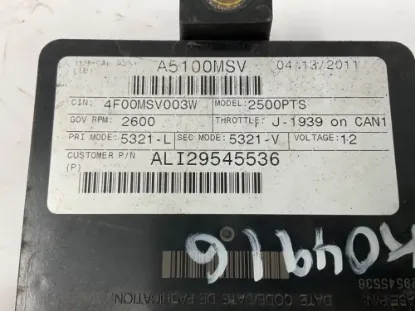 A5100MSV 04/13/2011
CIN: 4F00MSV003W MODEL: 2500PTS
GOV RPM: 2600 THROTTLE: J-1939 on CAN1
PRI MODE: 5321-L SEC MODE: 5321-V VOLTAGE: 12
CUSTOMER P/N ALI29545536
(P)
DATE CODE/DATE DE FABRICATION
29545536